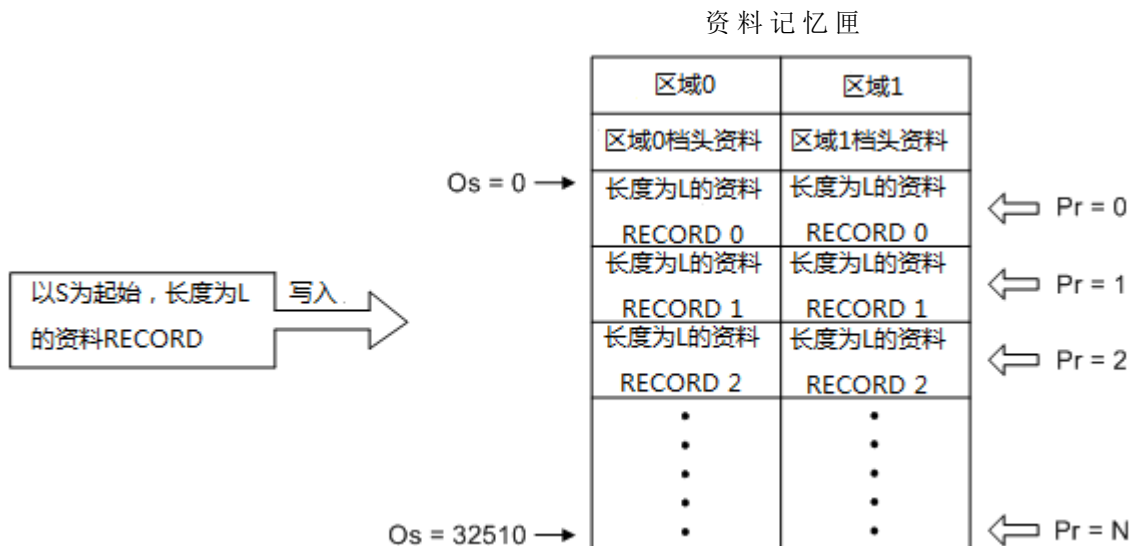 资料记忆匣
区域0 区域1
区域0档头资料 区域1档头资料
Os = 0
长度为L的资料 长度为L的资料
RECORD 0 RECORD 0
Pr = 0
长度为L的资料 长度为L的资料
RECORD 1 RECORD 1
Pr = 1
以S为起始，长度为L
的资料RECORD
写入
长度为L的资料 长度为L的资料
RECORD 2 RECORD 2
Pr = 2
Os = 32510
Pr = N